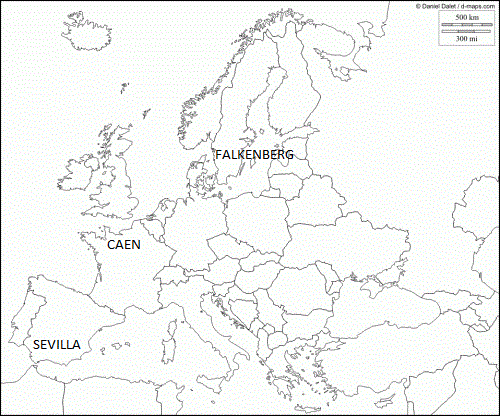 © Daniel Dalet / d-maps.com
500 km
300 mi
FALKENBERG
CAEN
SEVILLA